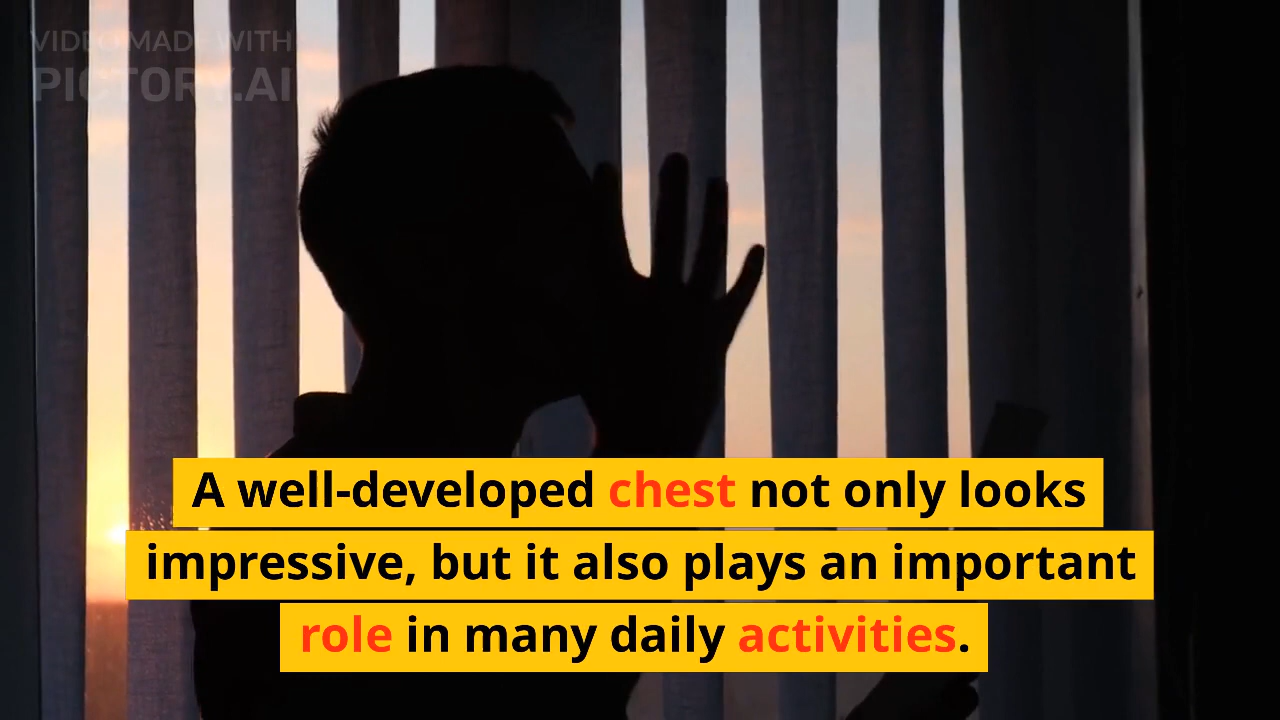 VIDEO MADE WITH
PICTORY.AI
A well-developed chest not only looks
impressive, but it also plays an important
role in many daily activities.